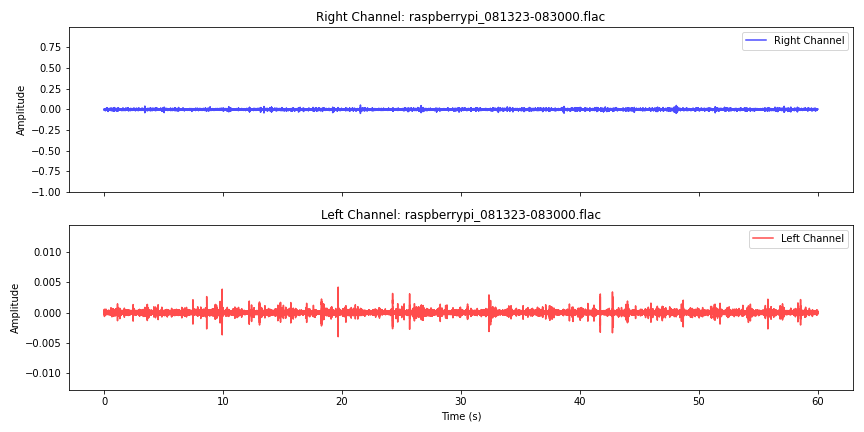 Right Channel: raspberrypi_081323-083000.flac
Right Channel
Amplitude
0.75
0.50
0.25
0.00
−0.25
−0.50
−0.75
−1.00
Left Channel: raspberrypi_081323-083000.flac
Left Channel
Amplitude
0.010
0.005
0.000
−0.005
−0.010
0 10 20 30 40 50 60
Time (s)